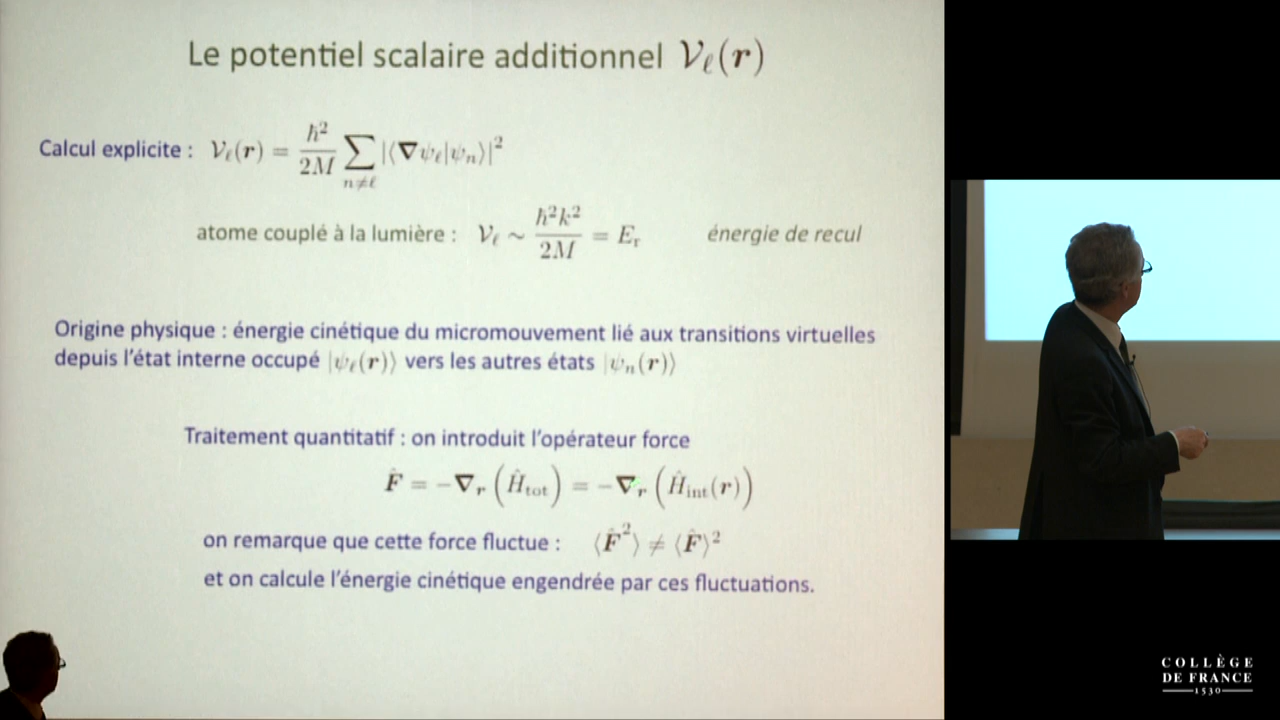 Le potentiel scalaire additionnel 𝒱ℓ(r)
Calcul explicite : 𝒱ℓ(r) = ħ²/2M ∑n≠ℓ |⟨∇ψℓ|ψn⟩|²
atome couplé à la lumière : 𝒱ℓ ∼ ħ²k²/2M = Er énergie de recul
Origine physique : énergie cinétique du micromouvement lié aux transitions virtuelles
depuis l’état interne occupé |ψℓ(r)⟩ vers les autres états |ψn(r)⟩
Traitement quantitatif : on introduit l’opérateur force
F̂ = −∇r (Ĥtot) = −∇r (Ĥint(r))
on remarque que cette force fluctue : ⟨F̂²⟩ ≠ ⟨F̂⟩²
et on calcule l’énergie cinétique engendrée par ces fluctuations.
COLLÈGE
DE FRANCE
1530